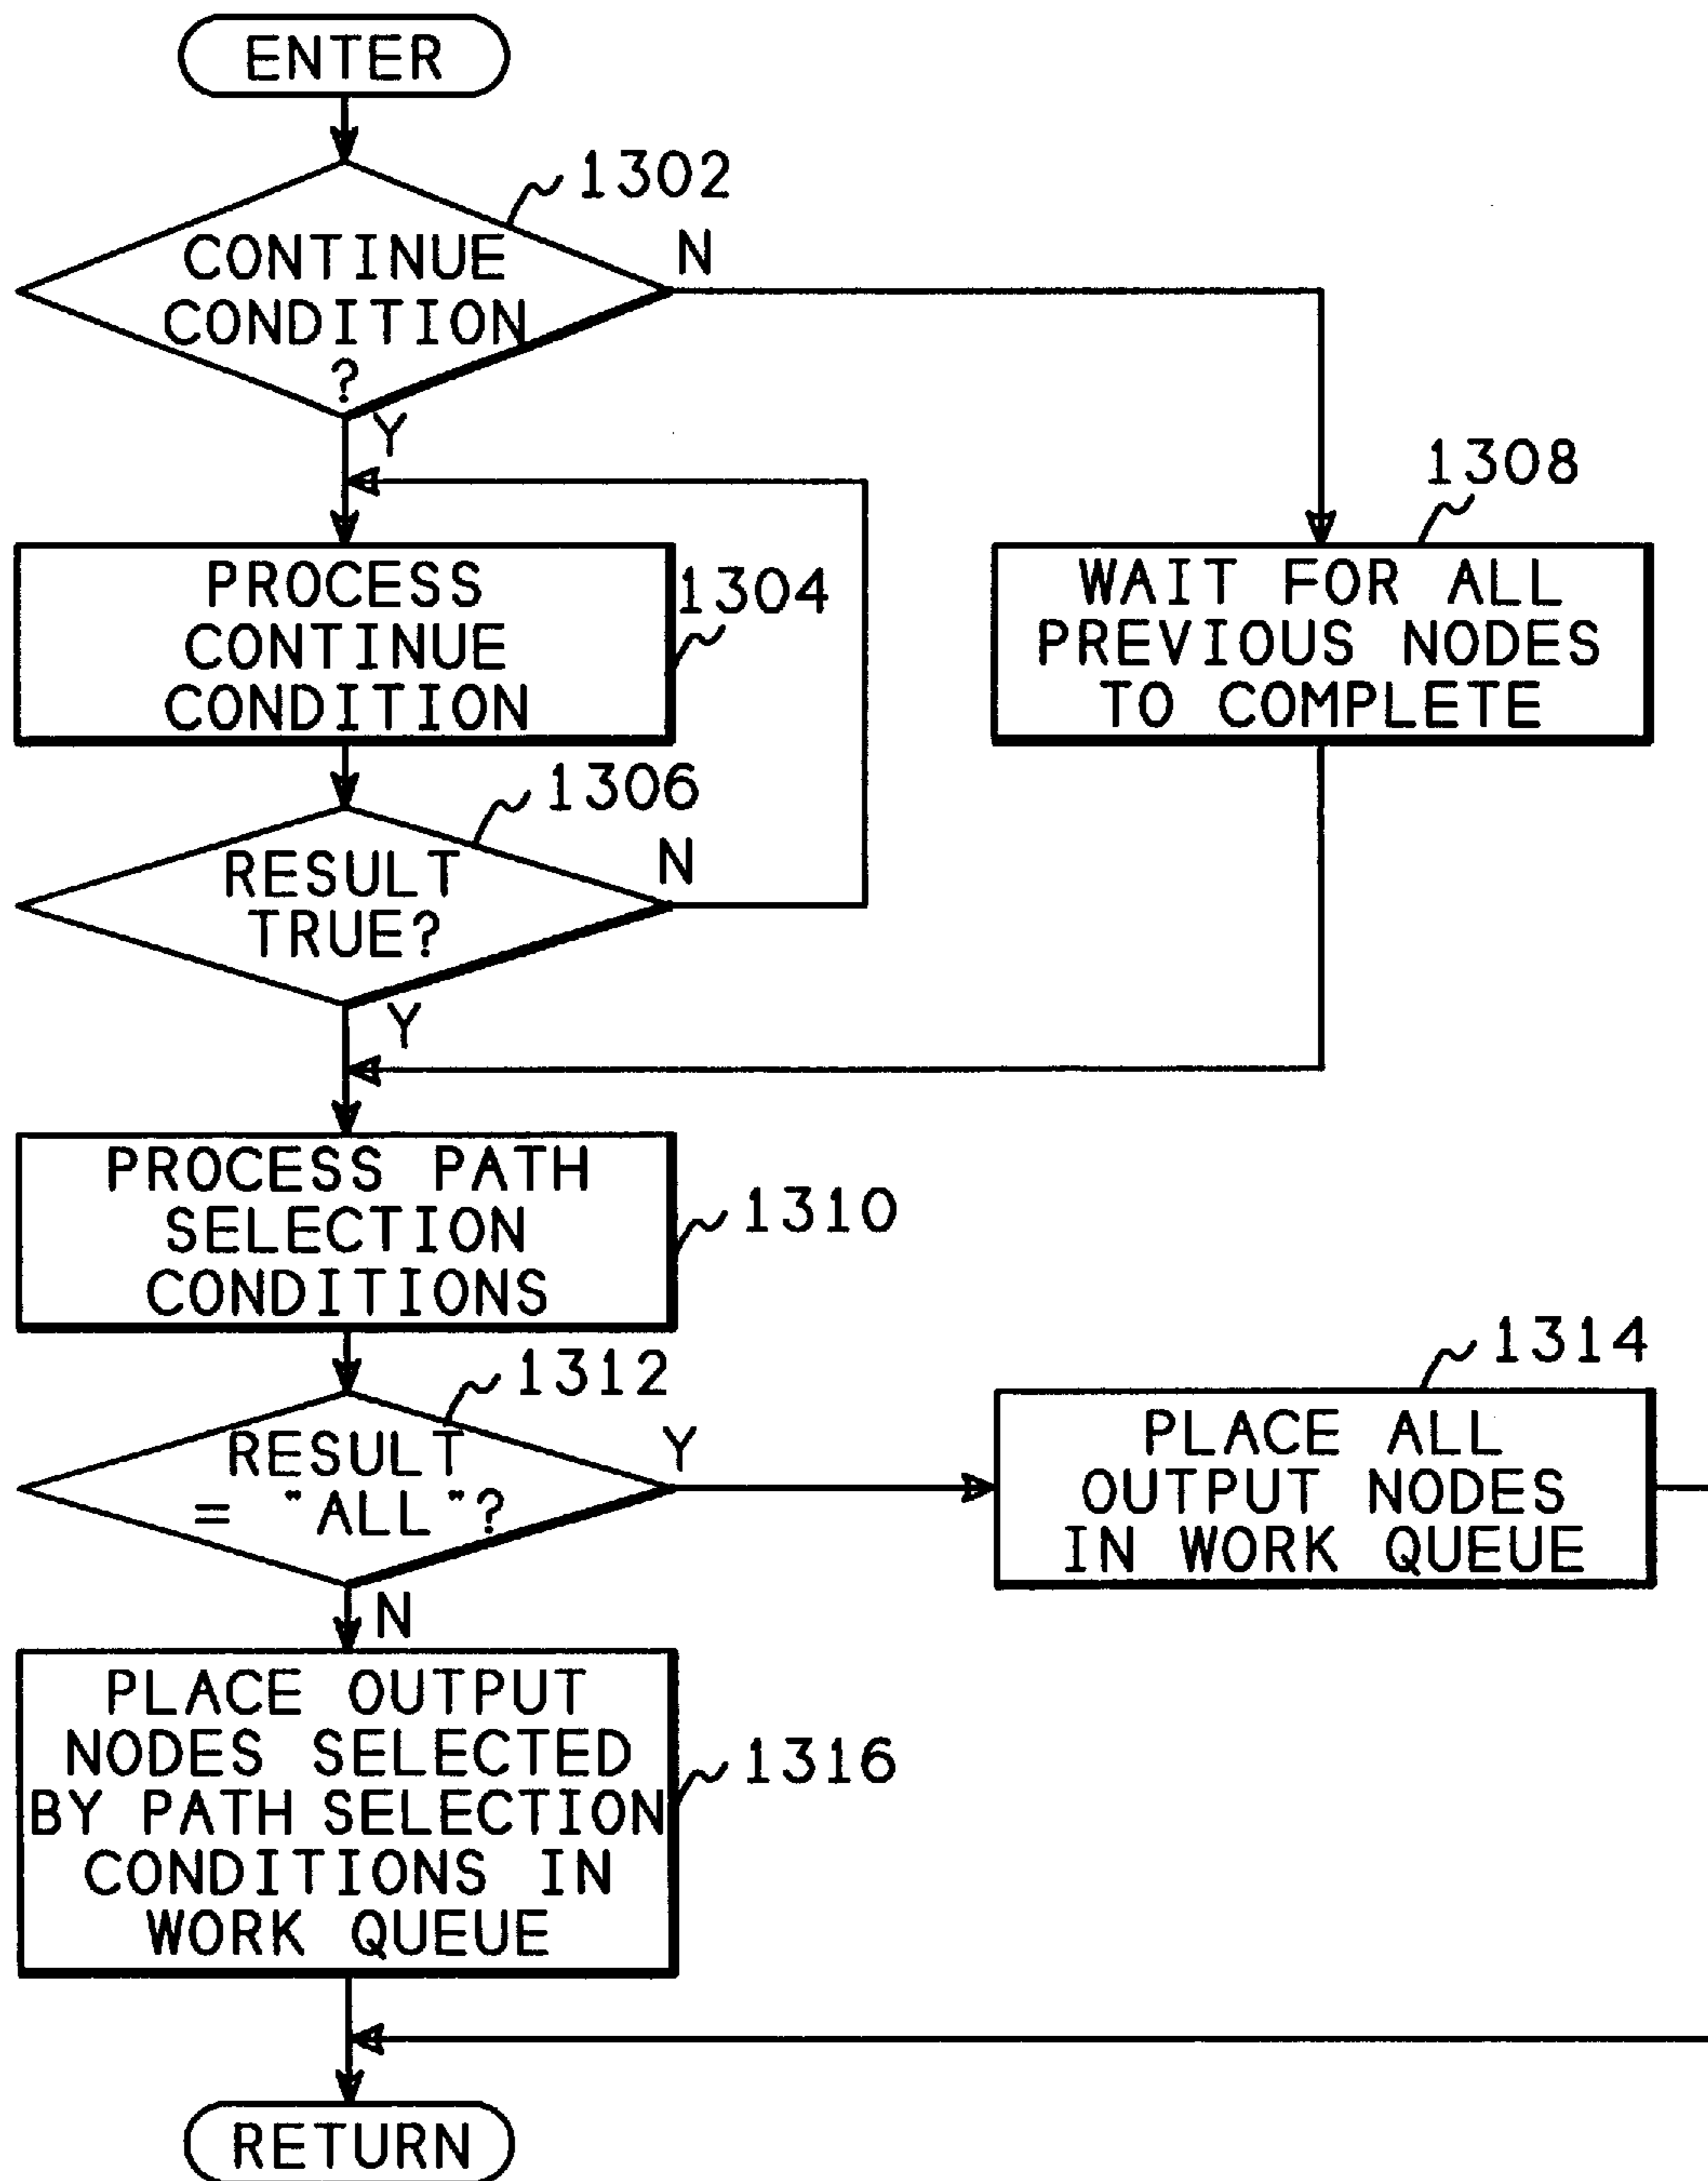 ENTER
1302
CONTINUE
CONDITION
?
N
Y
1308
PROCESS
CONTINUE
CONDITION
1304
WAIT FOR ALL
PREVIOUS NODES
TO COMPLETE
1306
RESULT
TRUE?
N
Y
PROCESS PATH
SELECTION
CONDITIONS
1310
1312
RESULT
= "ALL"?
Y
N
1314
PLACE ALL
OUTPUT NODES
IN WORK QUEUE
PLACE OUTPUT
NODES SELECTED
BY PATH SELECTION
CONDITIONS IN
WORK QUEUE
1316
RETURN